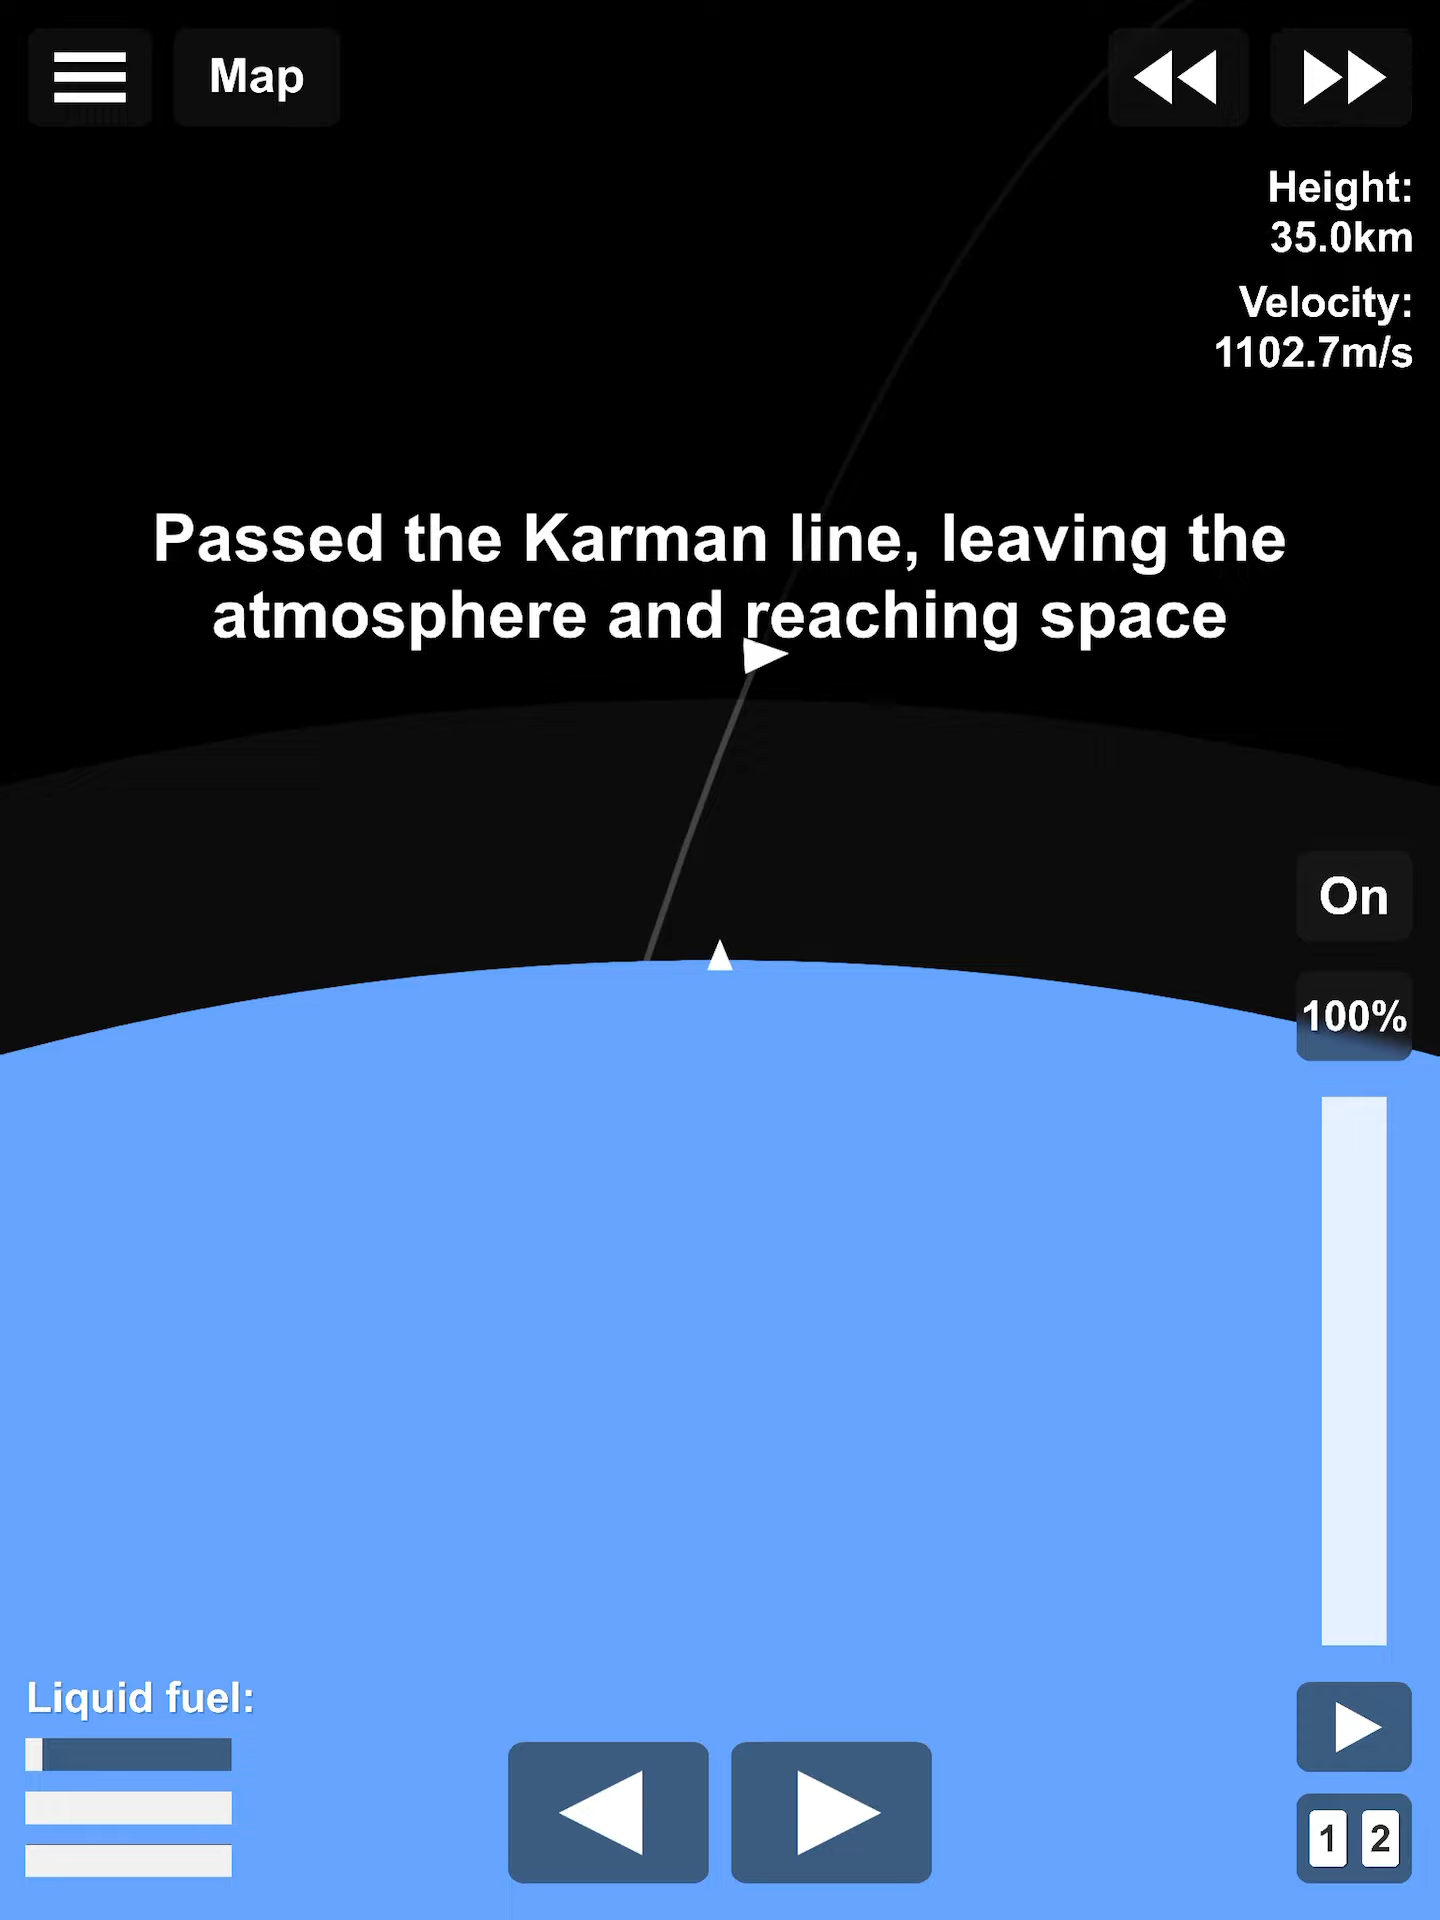 Map
Height:
35.0km
Velocity:
1102.7m/s
Passed the Karman line, leaving the
atmosphere and reaching space
On
100%
Liquid fuel:
1 2